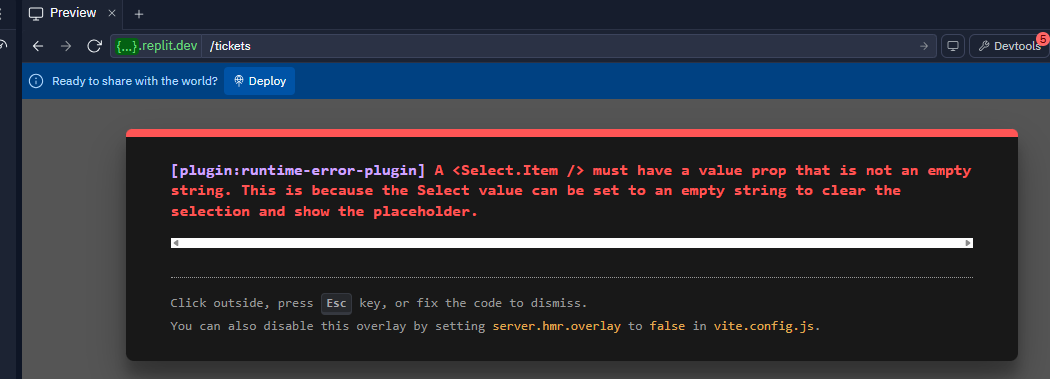 Preview
{...}.replit.dev /tickets
Devtools 5
Ready to share with the world? Deploy
[plugin:runtime-error-plugin] A <Select.Item /> must have a value prop that is not an empty
string. This is because the Select value can be set to an empty string to clear the
selection and show the placeholder.
Click outside, press Esc key, or fix the code to dismiss.
You can also disable this overlay by setting server.hmr.overlay to false in vite.config.js.